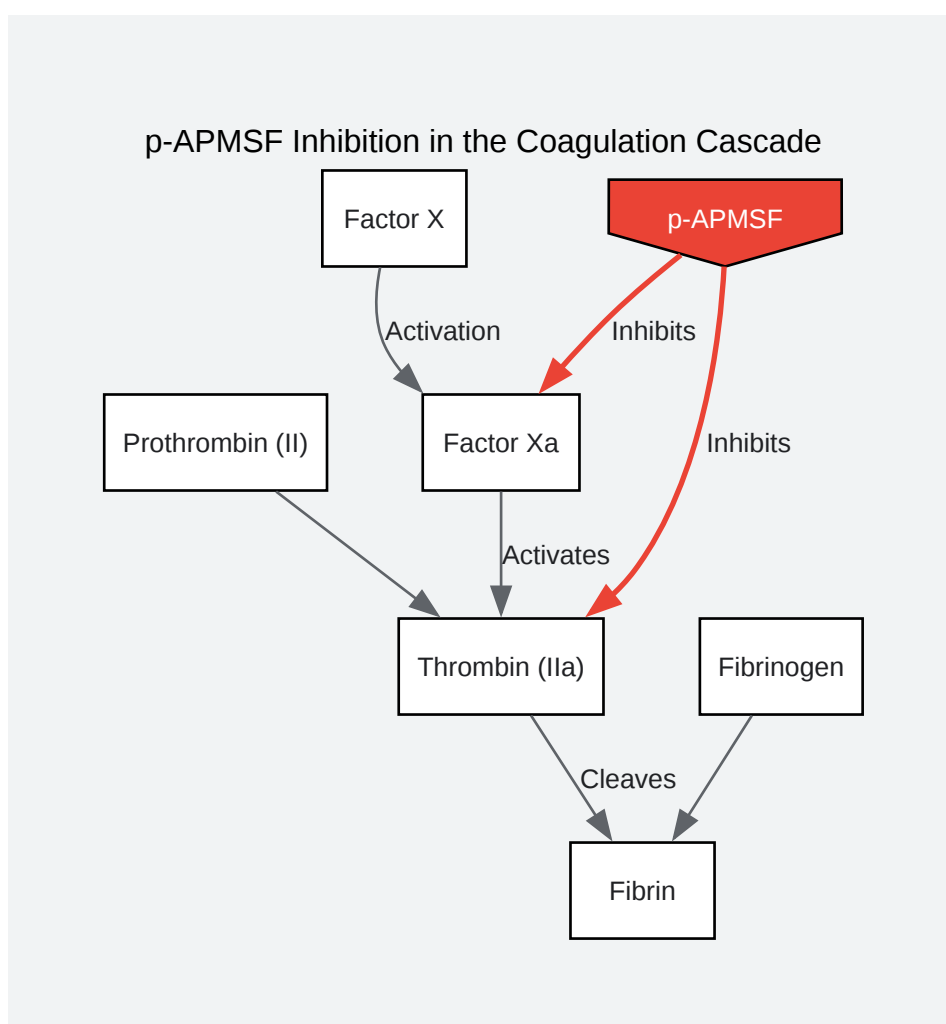 p-APMSF Inhibition in the Coagulation Cascade
Factor X
p-APMSF
Activation
Inhibits
Prothrombin (II)
Factor Xa
Inhibits
Activates
Thrombin (IIa)
Fibrinogen
Cleaves
Fibrin